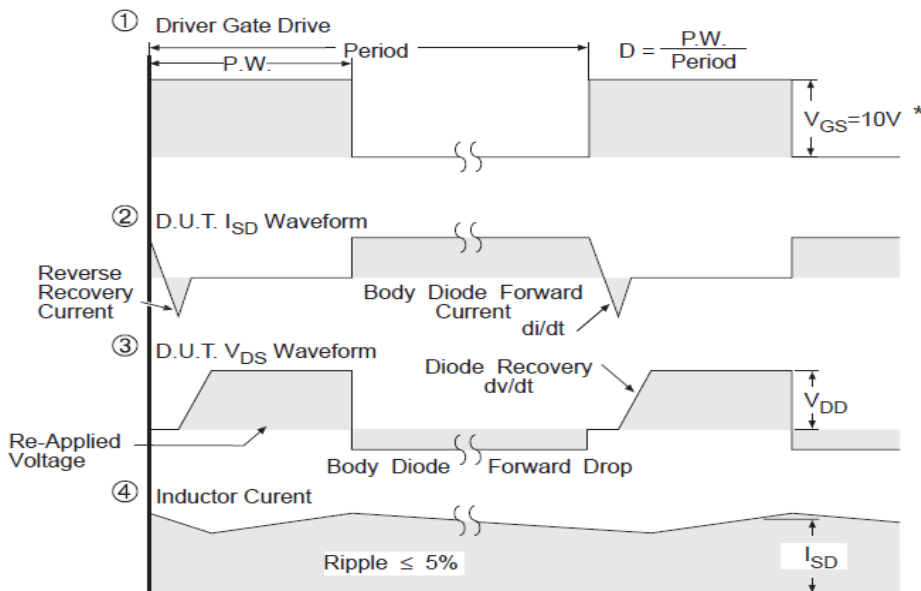 ① Driver Gate Drive
Period
P.W.
D = P.W. / Period
V_GS=10V *
② D.U.T. I_SD Waveform
Reverse
Recovery
Current
Body Diode Forward
Current
di/dt
③ D.U.T. V_DS Waveform
Diode Recovery
dv/dt
V_DD
Re-Applied
Voltage
Body Diode Forward Drop
④ Inductor Curent
Ripple ≤ 5%
I_SD